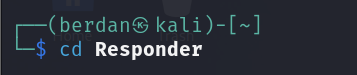 ┌──(berdan㉿kali)-[~]
└─$ cd Responder